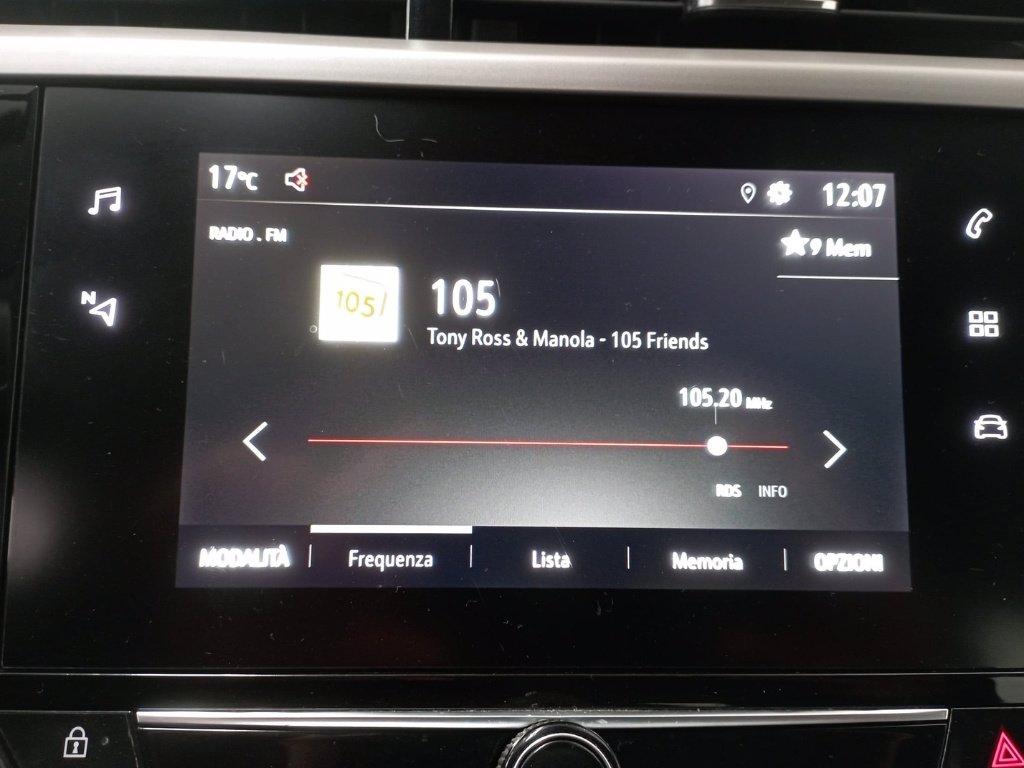 17°C
12:07
RADIO . FM
9 Mem
105
105
Tony Ross & Manola - 105 Friends
N
105.20 MHz
RDS INFO
MODALITÀ Frequenza Lista Memoria OPZIONI